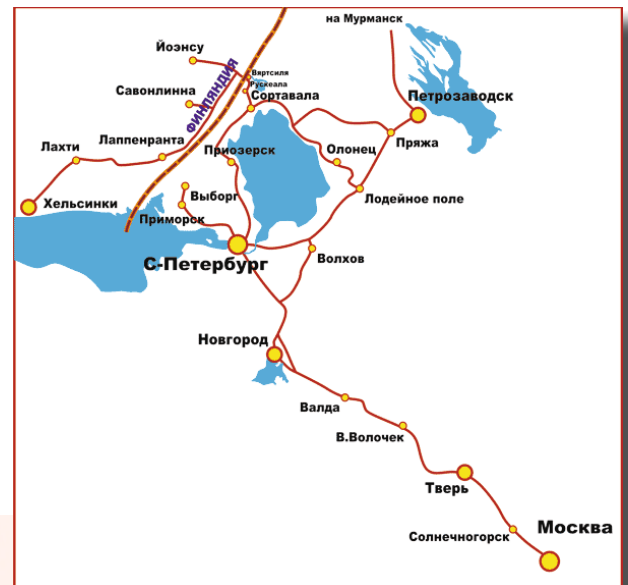 на Мурманск
Йоэнсу
Вяртсиля
Рускеала
Савонлинна
ФИНЛЯНДИЯ
Сортавала
Петрозаводск
Лахти
Лаппенранта
Приозерск
Олонец
Пряжа
Хельсинки
Выборг
Приморск
Лодейное поле
С-Петербург
Волхов
Новгород
Валда
В.Волочек
Тверь
Солнечногорск
Москва